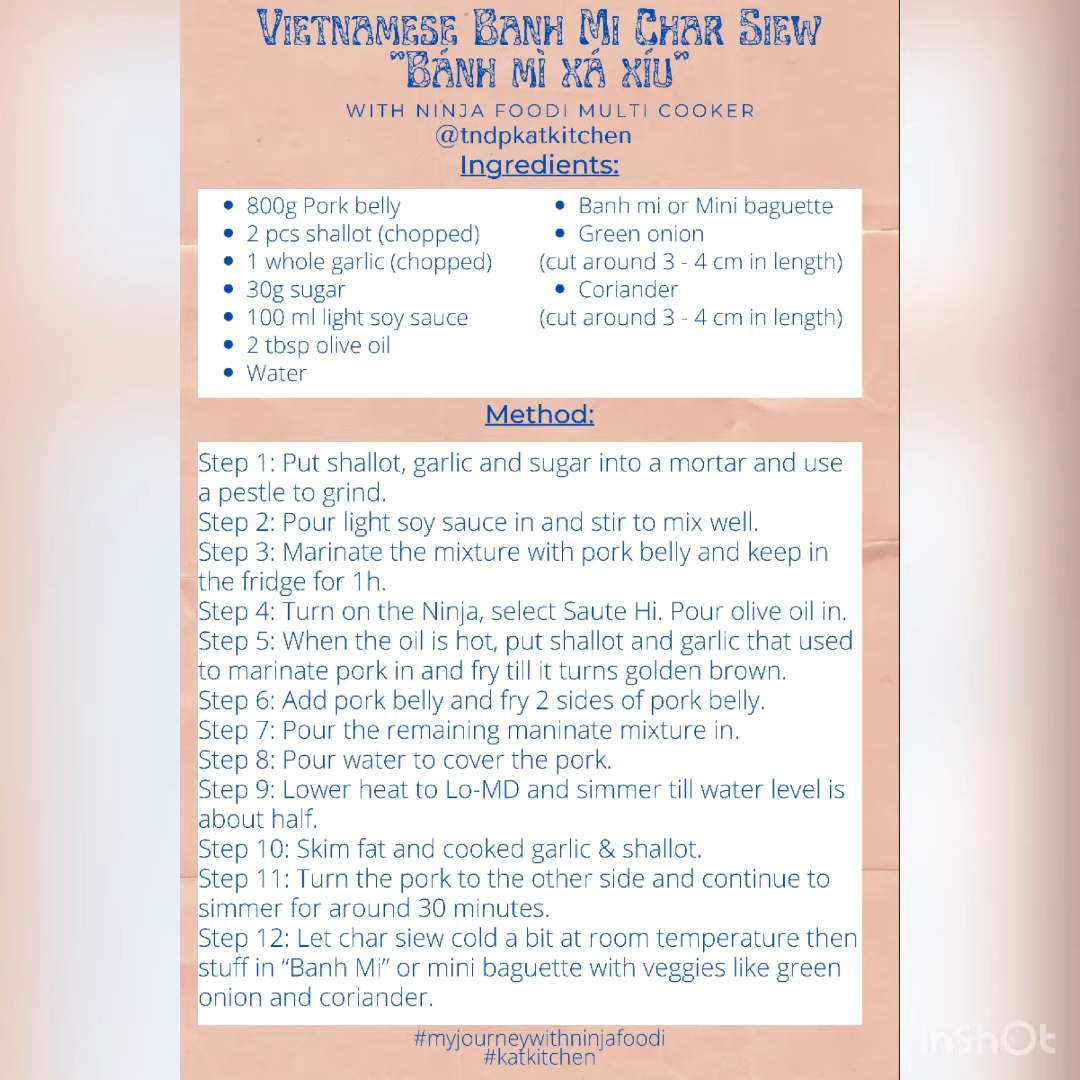 VIETNAMESE BANH MI CHAR SIEW
"BÁNH MÌ XÁ XÍU"
WITH NINJA FOODI MULTI COOKER
@tndpkatkitchen
Ingredients:
• 800g Pork belly
• 2 pcs shallot (chopped)
• 1 whole garlic (chopped)
• 30g sugar
• 100 ml light soy sauce
• 2 tbsp olive oil
• Water
• Banh mi or Mini baguette
• Green onion
(cut around 3 - 4 cm in length)
• Coriander
(cut around 3 - 4 cm in length)
Method:
Step 1: Put shallot, garlic and sugar into a mortar and use
a pestle to grind.
Step 2: Pour light soy sauce in and stir to mix well.
Step 3: Marinate the mixture with pork belly and keep in
the fridge for 1h.
Step 4: Turn on the Ninja, select Saute Hi. Pour olive oil in.
Step 5: When the oil is hot, put shallot and garlic that used
to marinate pork in and fry till it turns golden brown.
Step 6: Add pork belly and fry 2 sides of pork belly.
Step 7: Pour the remaining maninate mixture in.
Step 8: Pour water to cover the pork.
Step 9: Lower heat to Lo-MD and simmer till water level is
about half.
Step 10: Skim fat and cooked garlic & shallot.
Step 11: Turn the pork to the other side and continue to
simmer for around 30 minutes.
Step 12: Let char siew cold a bit at room temperature then
stuff in “Banh Mi” or mini baguette with veggies like green
onion and coriander.
#myjourneywithninjafoodi
#katkitchen
InShOt